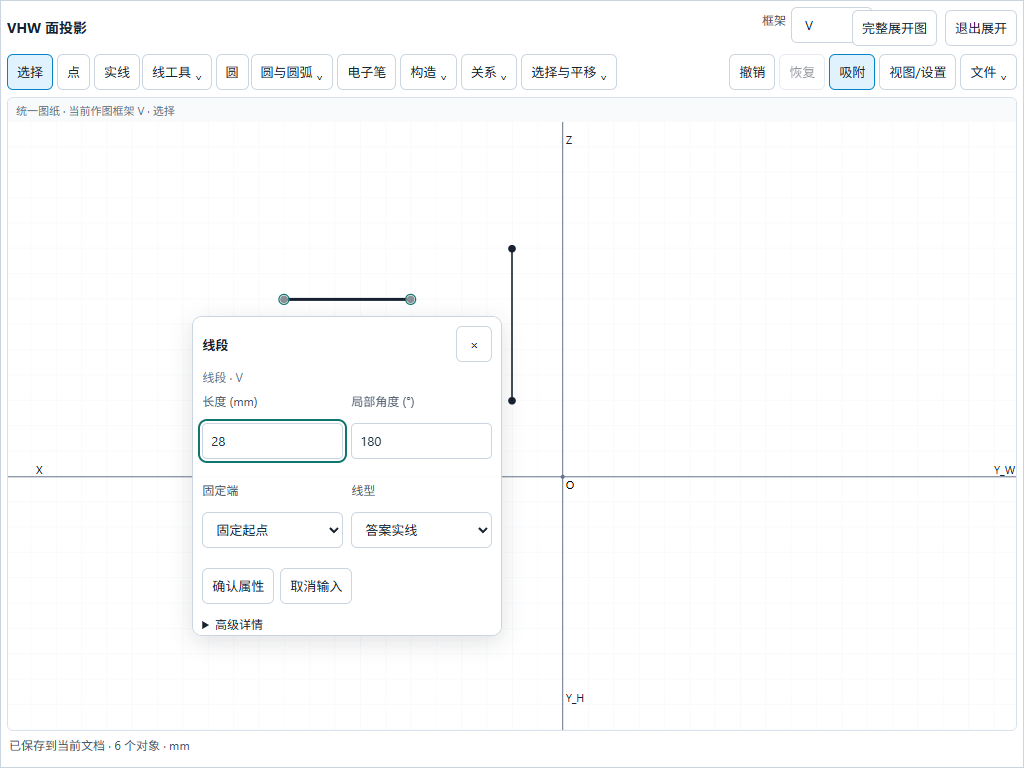 VHW 面投影
框架
V
完整展开图
退出展开
选择
点
实线
线工具
圆
圆与圆弧
电子笔
构造
关系
选择与平移
撤销
恢复
吸附
视图/设置
文件
统一图纸 · 当前作图框架 V · 选择
Z
X
Y_W
O
Y_H
线段
×
线段 · V
长度 (mm)
局部角度 (°)
28
180
固定端
线型
固定起点
答案实线
确认属性
取消输入
高级详情
已保存到当前文档 · 6 个对象 · mm